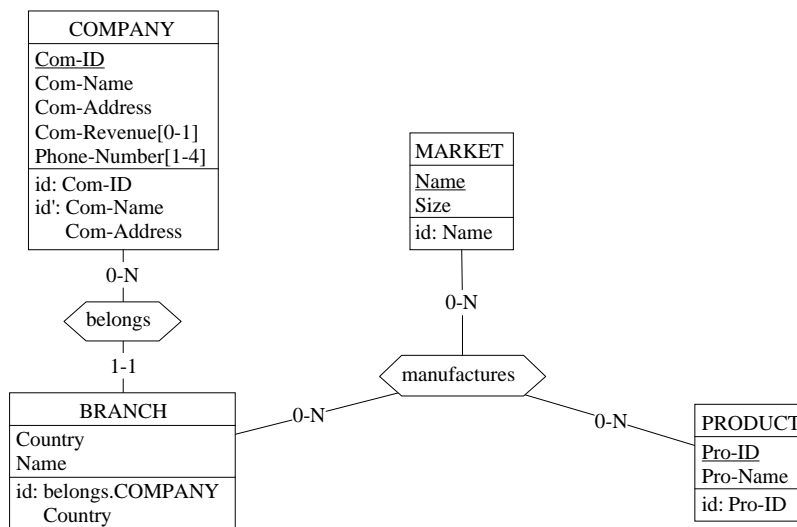 COMPANY
Com-ID
Com-Name
Com-Address
Com-Revenue[0-1]
Phone-Number[1-4]
id: Com-ID
id': Com-Name
Com-Address
0-N
belongs
1-1
BRANCH
Country
Name
id: belongs.COMPANY
Country
MARKET
Name
Size
id: Name
0-N
manufactures
0-N
0-N
PRODUCT
Pro-ID
Pro-Name
id: Pro-ID